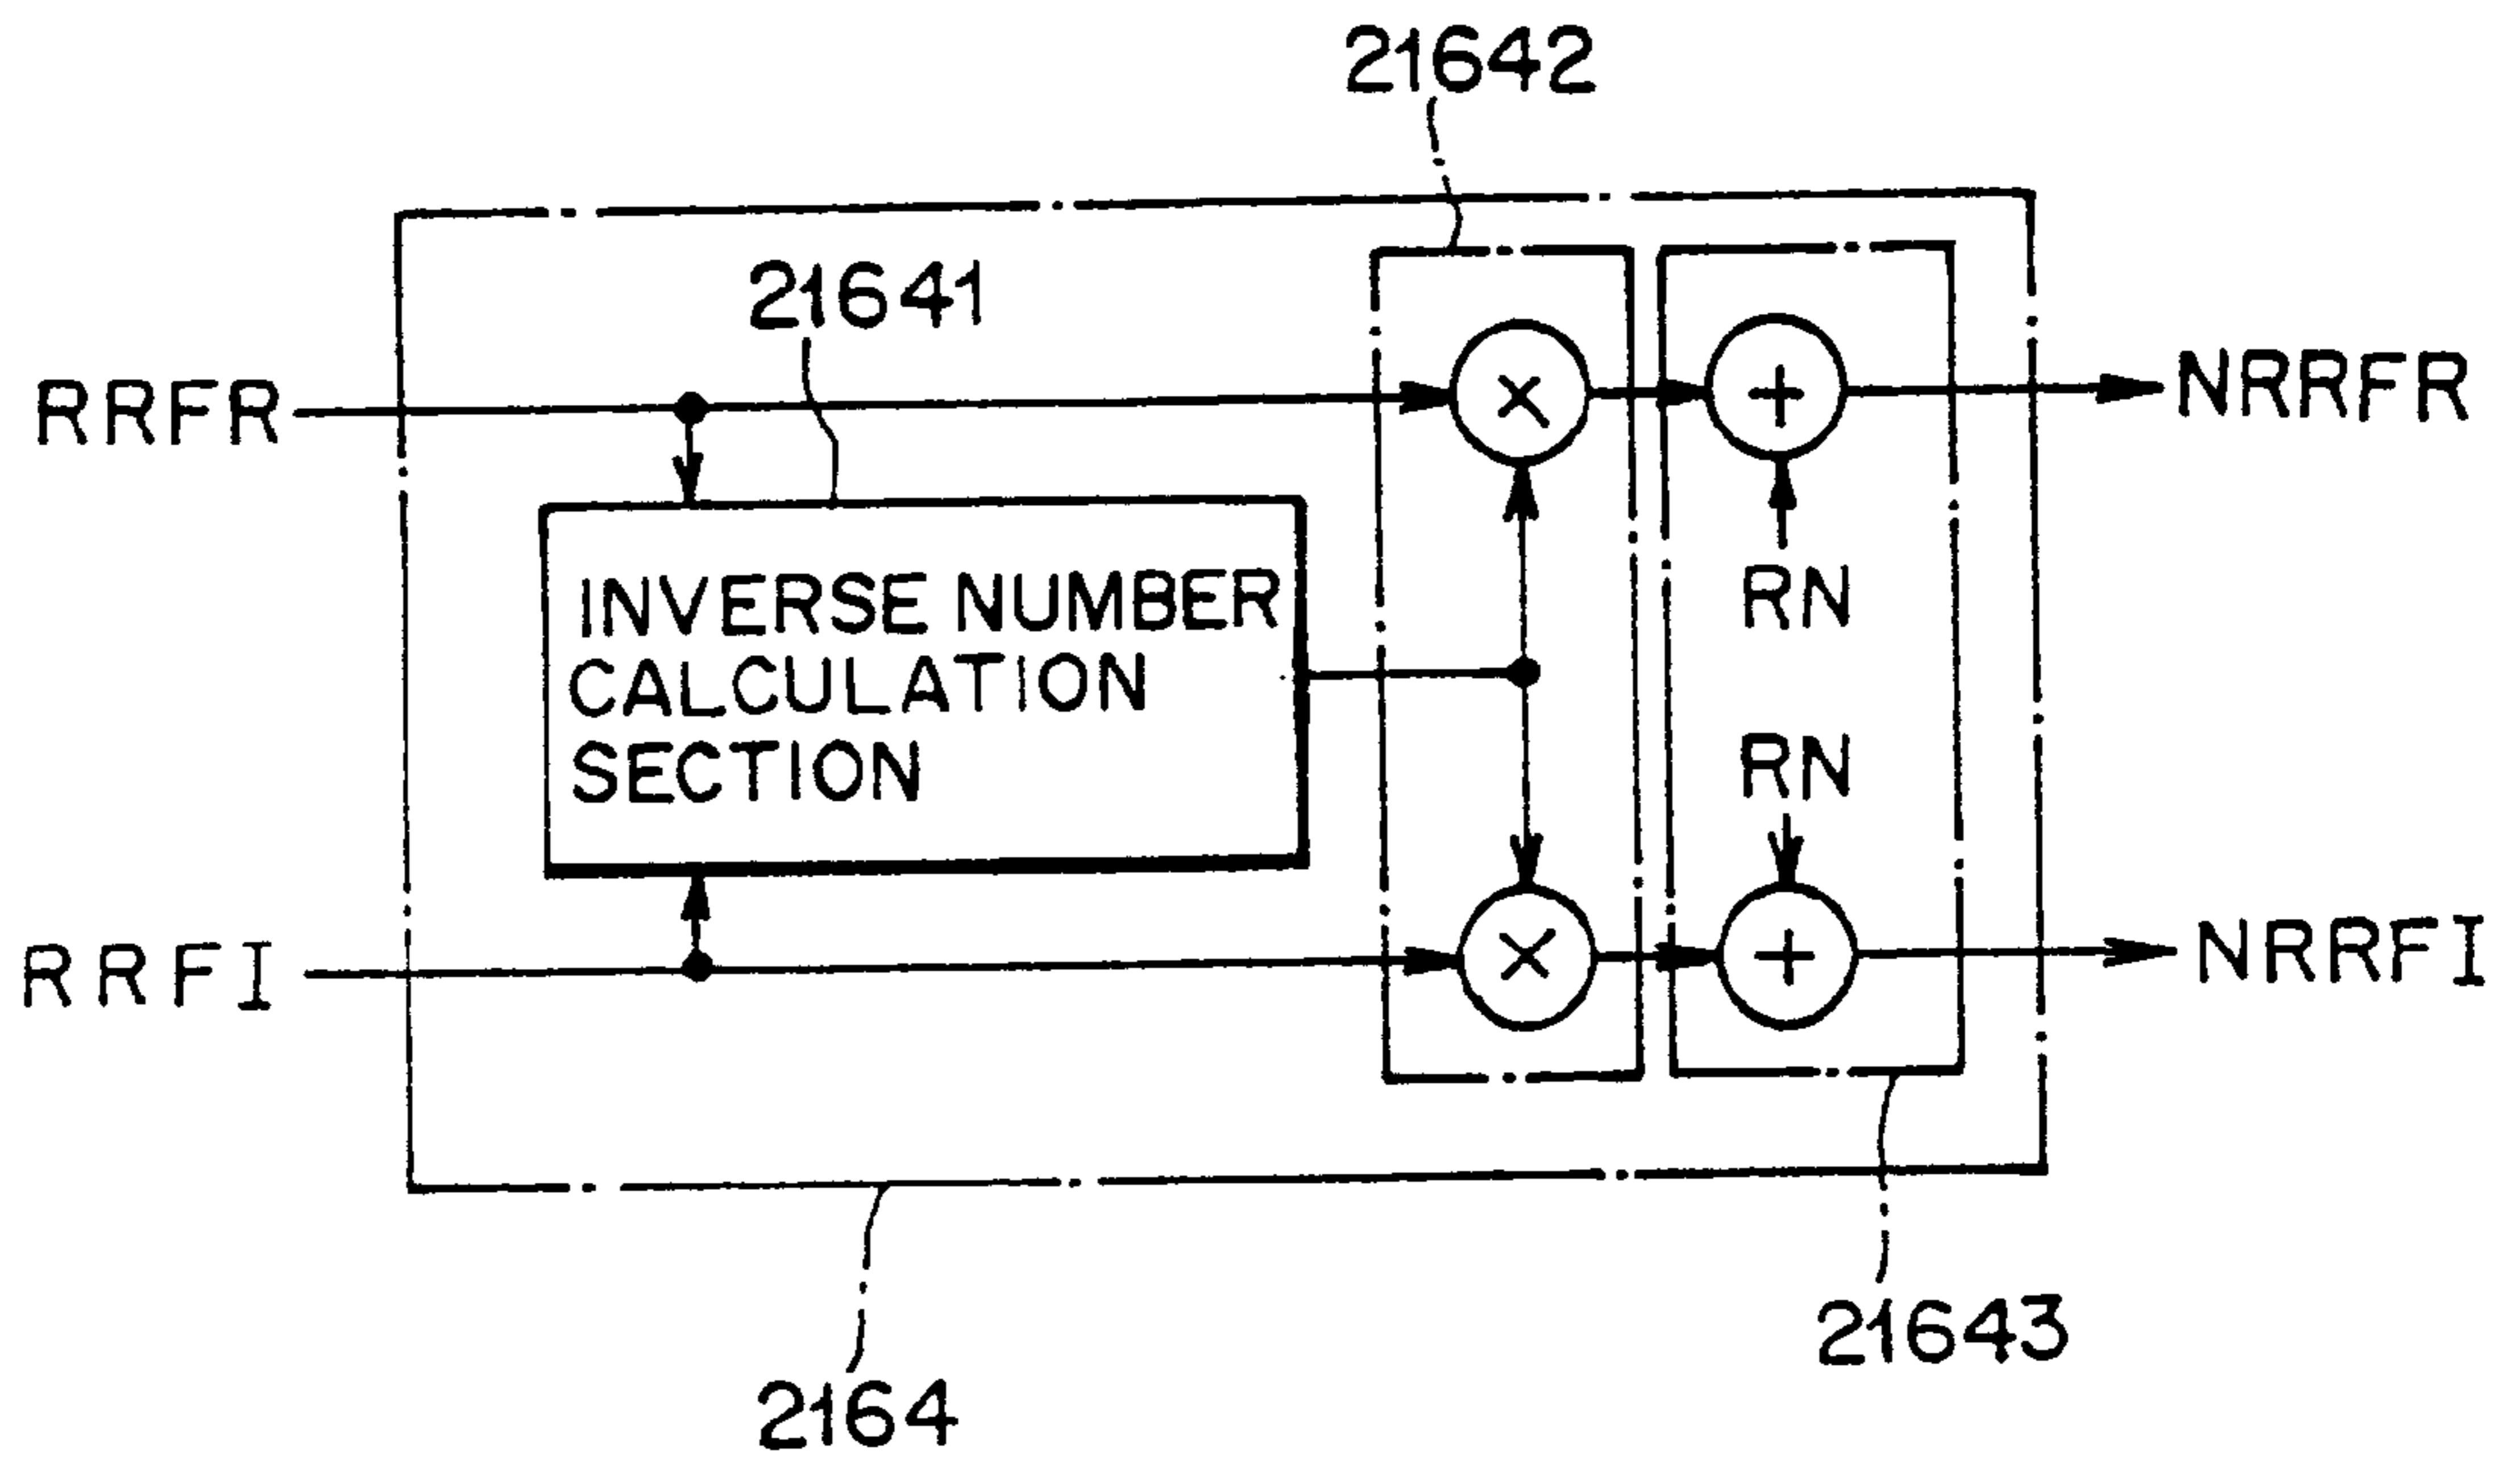 21642
21641
RRFR
NRRFR
INVERSE NUMBER
CALCULATION
SECTION
RN
RN
RRFI
NRRFI
21643
2164